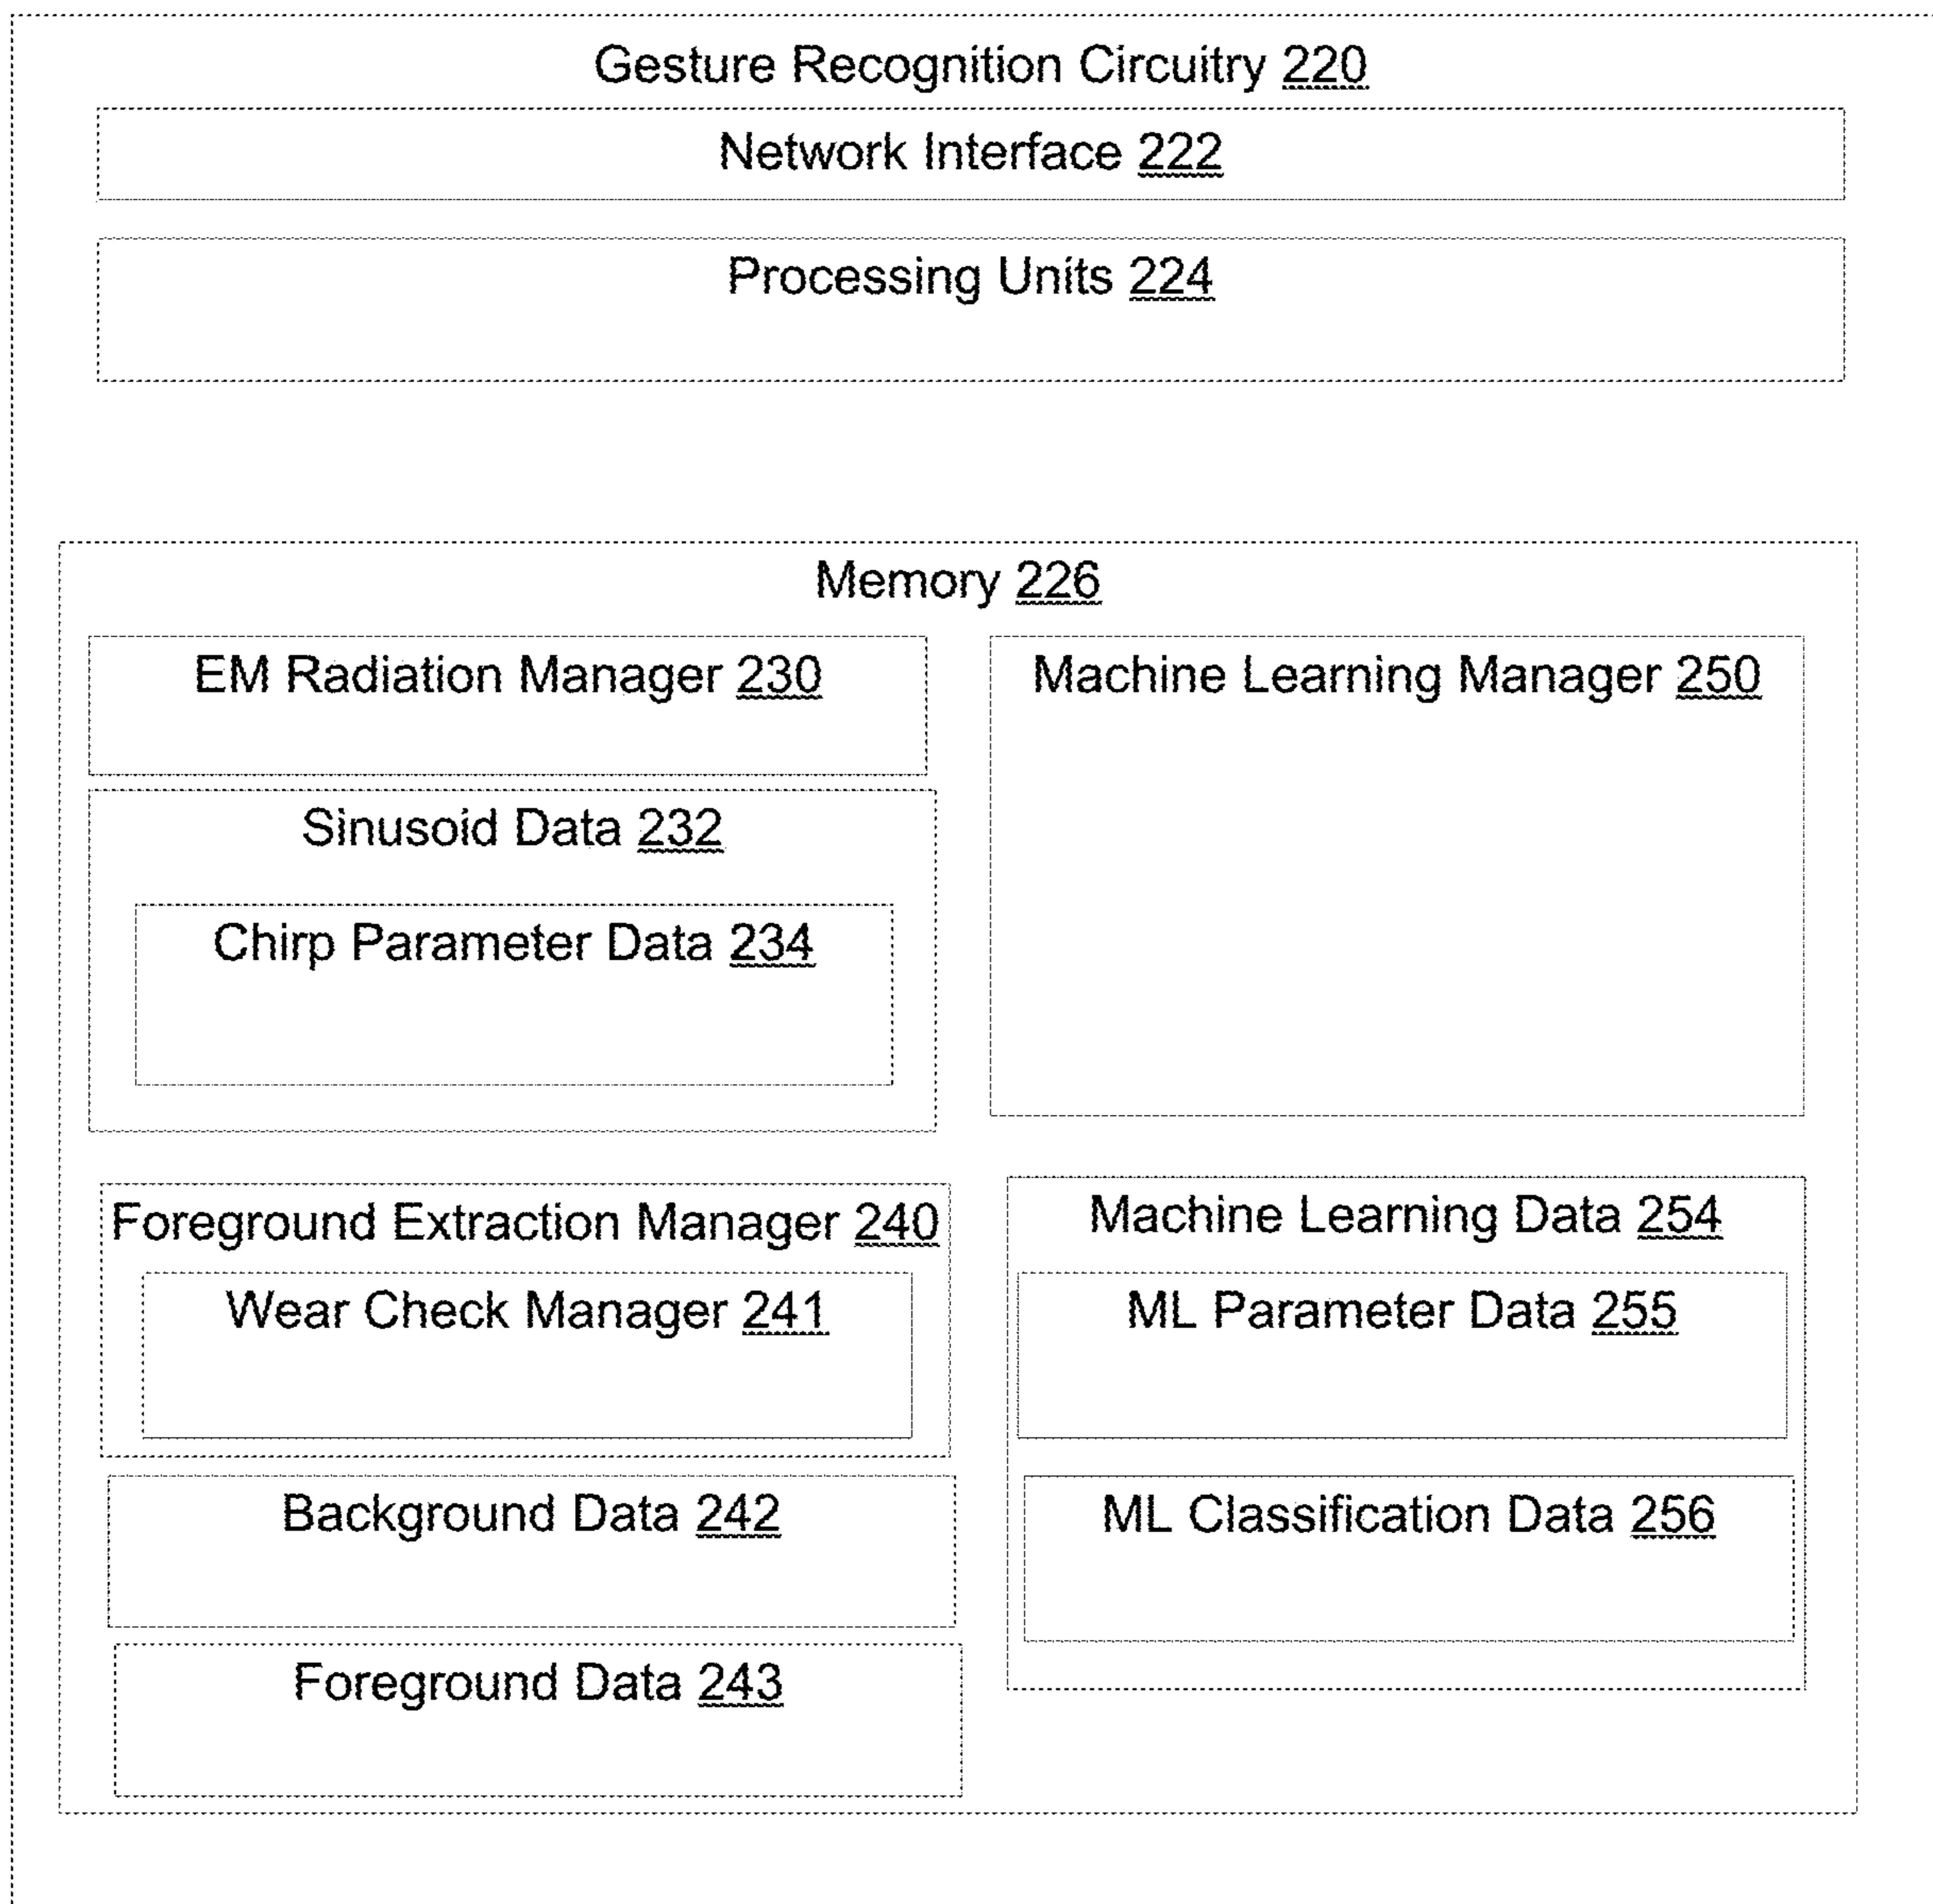 Gesture Recognition Circuitry 220
Network Interface 222
Processing Units 224
Memory 226
EM Radiation Manager 230
Sinusoid Data 232
Chirp Parameter Data 234
Foreground Extraction Manager 240
Wear Check Manager 241
Background Data 242
Foreground Data 243
Machine Learning Manager 250
Machine Learning Data 254
ML Parameter Data 255
ML Classification Data 256